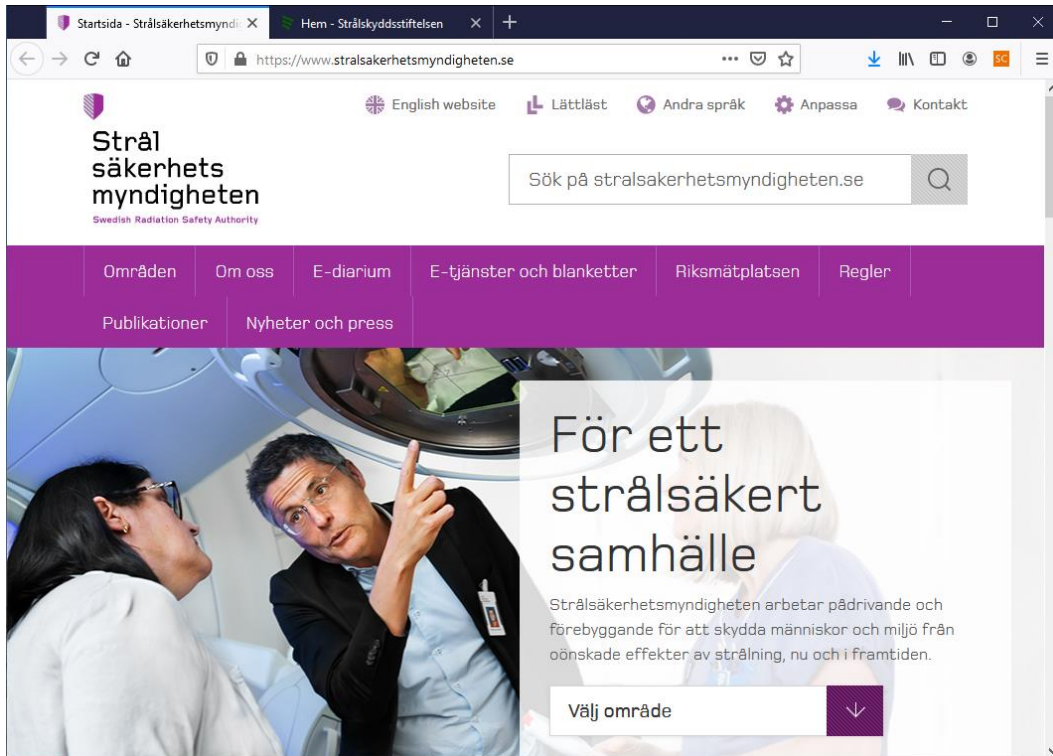 Startsida - Strålsäkerhetsmyndi
Hem - Strålskyddsstiftelsen
https://www.stralsakerhetsmyndigheten.se
SC
English website
Lättläst
Andra språk
Anpassa
Kontakt
Strål
säkerhets
myndigheten
Swedish Radiation Safety Authority
Sök på stralsakerhetsmyndigheten.se
Områden
Om oss
E-diarium
E-tjänster och blanketter
Riksmätplatsen
Regler
Publikationer
Nyheter och press
För ett
strålsäkert
samhälle
Strålsäkerhetsmyndigheten arbetar pådrivande och
förebyggande för att skydda människor och miljö från
oönskade effekter av strålning, nu och i framtiden.
Välj område